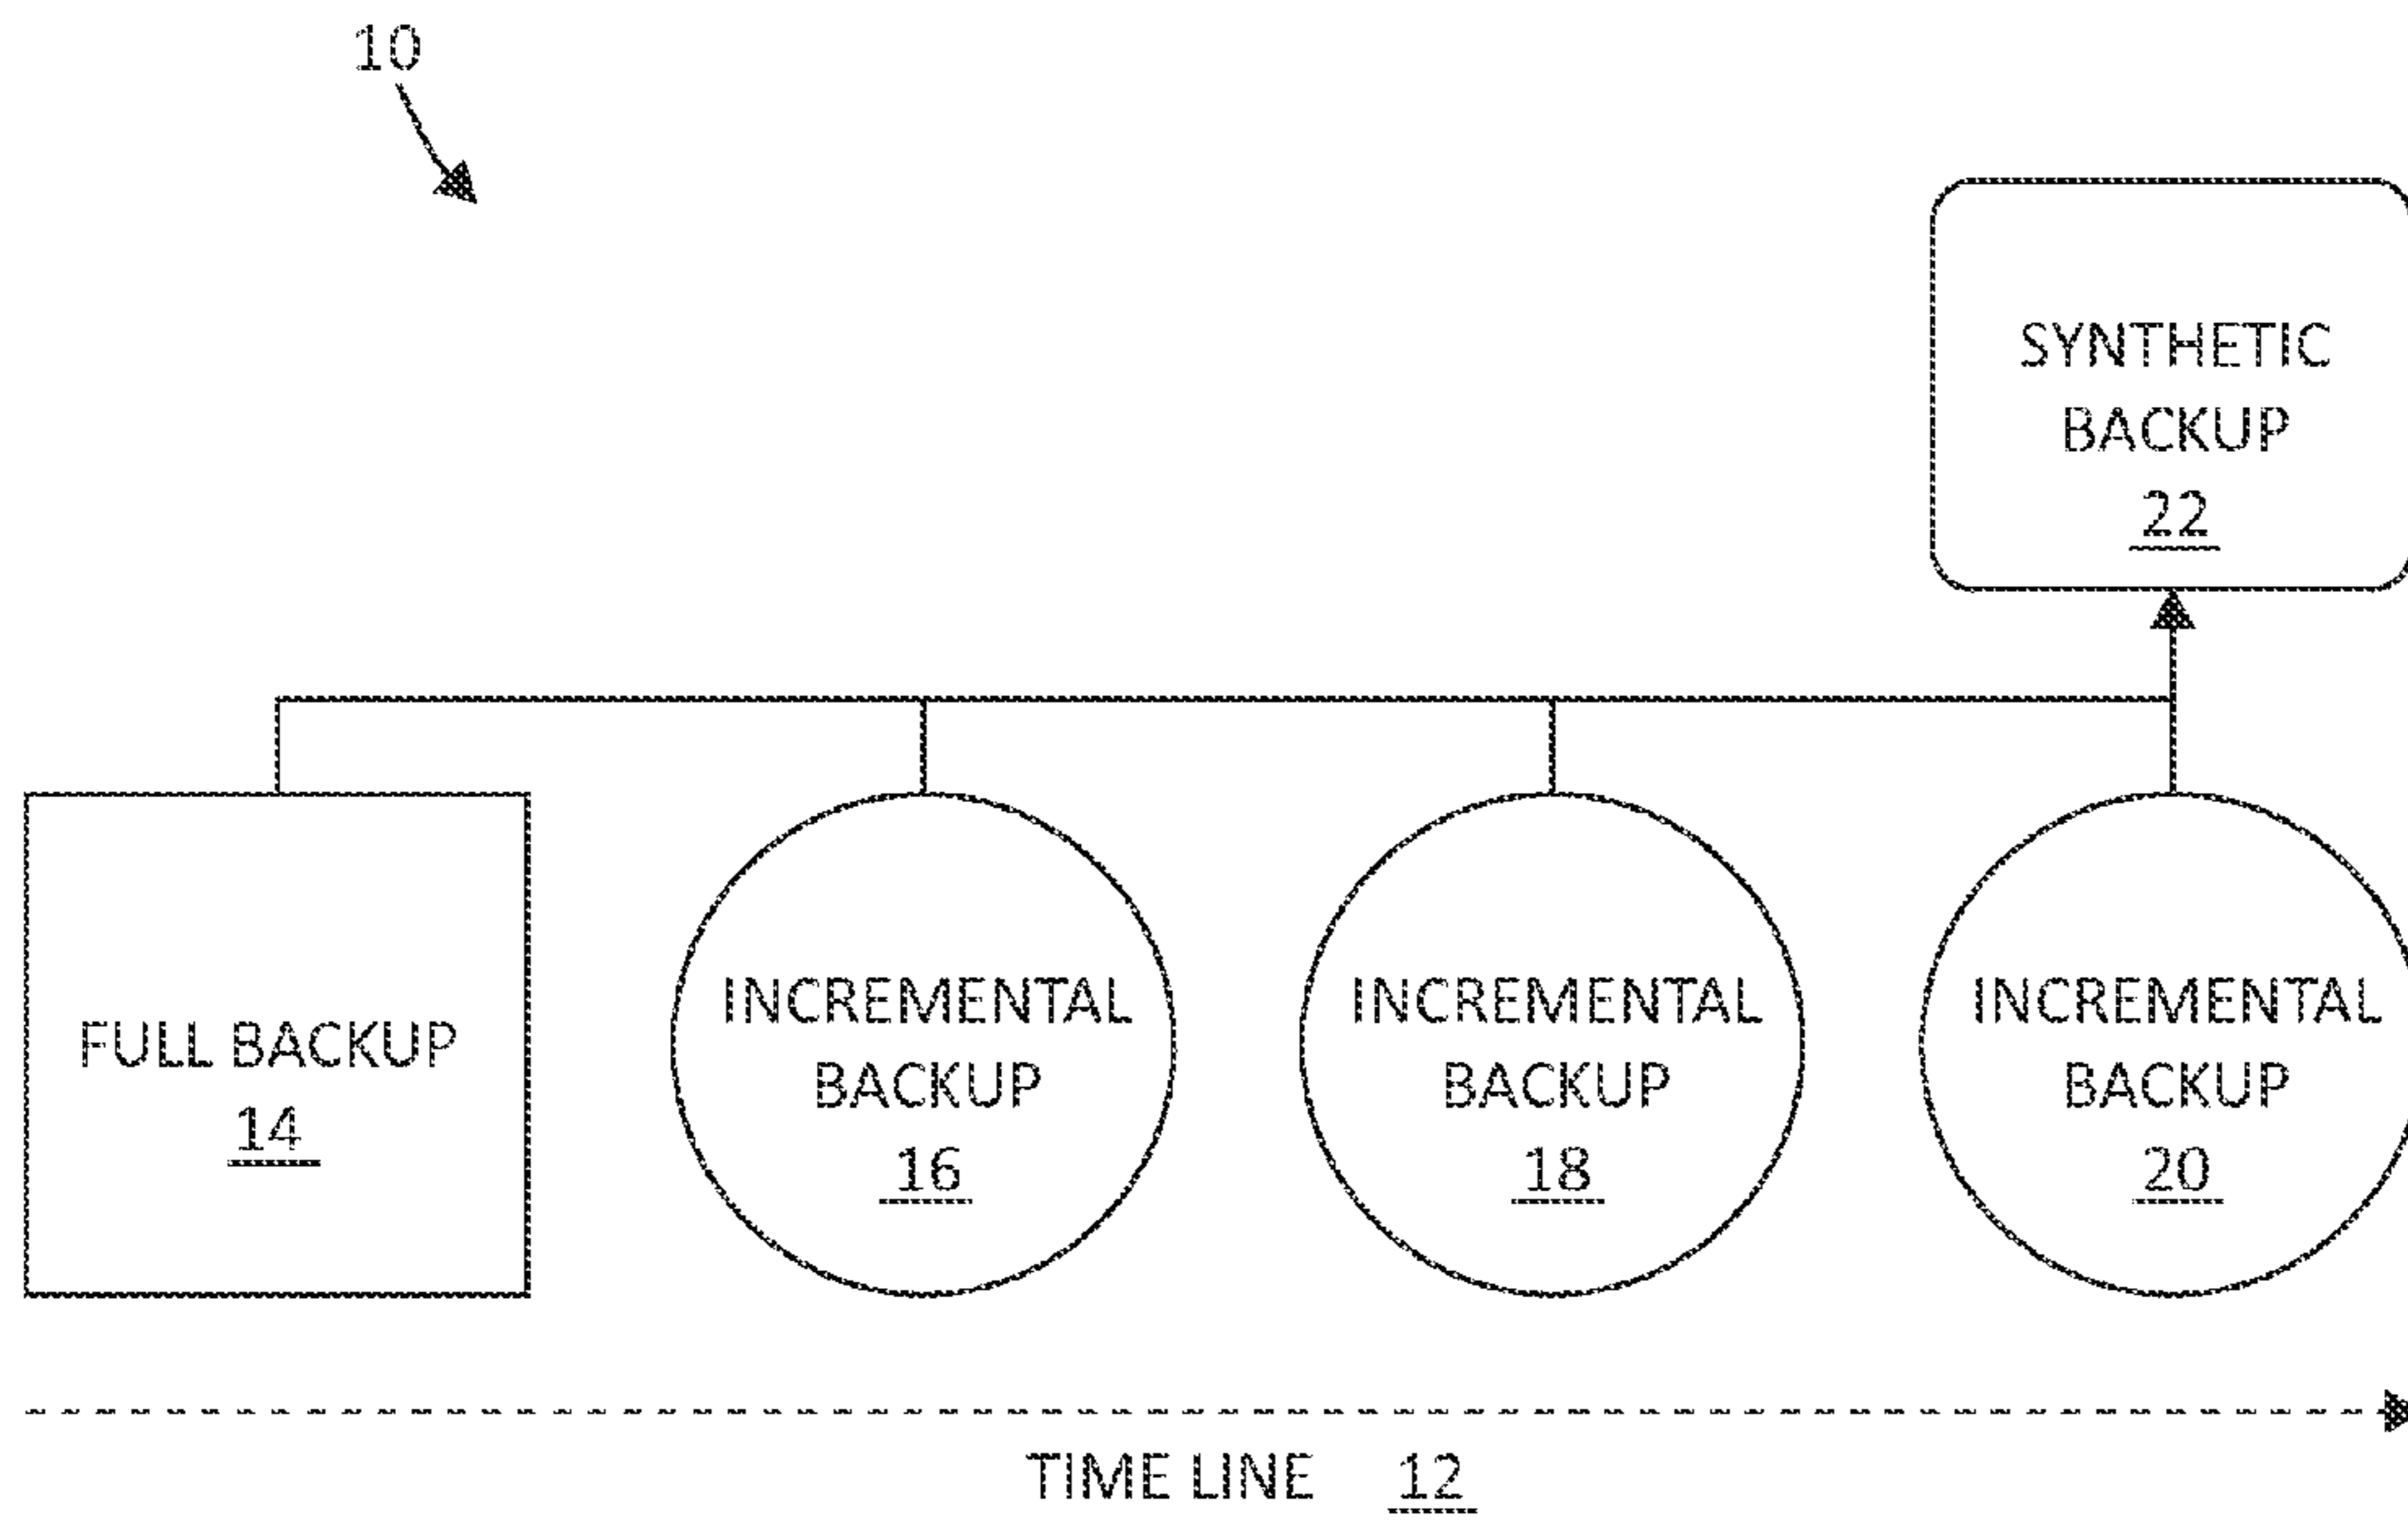 10
SYNTHETIC
BACKUP
22
FULL BACKUP
14
INCREMENTAL
BACKUP
16
INCREMENTAL
BACKUP
18
INCREMENTAL
BACKUP
20
TIME LINE 12